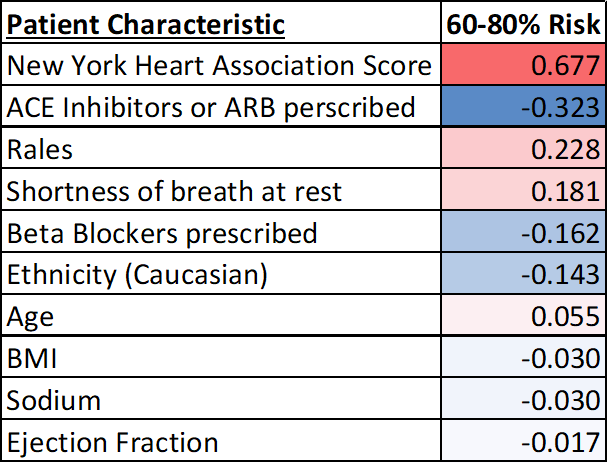 Patient Characteristic 60-80% Risk
New York Heart Association Score 0.677
ACE Inhibitors or ARB perscribed -0.323
Rales 0.228
Shortness of breath at rest 0.181
Beta Blockers prescribed -0.162
Ethnicity (Caucasian) -0.143
Age 0.055
BMI -0.030
Sodium -0.030
Ejection Fraction -0.017